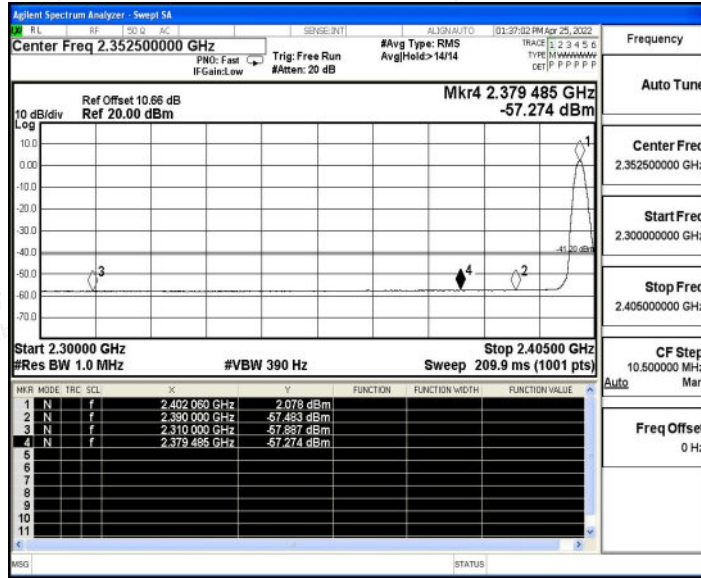 Agilent Spectrum Analyzer - Swept SA
RL RF 50 Ω AC SENSE:INT ALIGNAUTO 01:37:02 PM Apr 25, 2022
Center Freq 2.352500000 GHz
PNO: Fast
IFGain:Low
Trig: Free Run
#Atten: 20 dB
#Avg Type: RMS
Avg|Hold:>14/14
TRACE 1 2 3 4 5 6
TYPE M W W W W W
DET P P P P P P
Ref Offset 10.66 dB
Ref 20.00 dBm
10 dB/div
Log
Mkr4 2.379 485 GHz
-57.274 dBm
10.0
0.00
-10.0
-20.0
-30.0
-40.0
-50.0
-60.0
-70.0
1
-41.20 dBm
3
4
2
Start 2.30000 GHz Stop 2.40500 GHz
#Res BW 1.0 MHz #VBW 390 Hz Sweep 209.9 ms (1001 pts)
MKR MODE TRC SCL X Y FUNCTION FUNCTION WIDTH FUNCTION VALUE
1 N f 2.402 060 GHz 2.078 dBm
2 N f 2.390 000 GHz -57.483 dBm
3 N f 2.310 000 GHz -57.887 dBm
4 N f 2.379 485 GHz -57.274 dBm
5
6
7
8
9
10
11
MSG STATUS
Frequency
Auto Tune
Center Freq
2.352500000 GHz
Start Freq
2.300000000 GHz
Stop Freq
2.405000000 GHz
CF Step
10.500000 MHz
Auto Man
Freq Offset
0 Hz